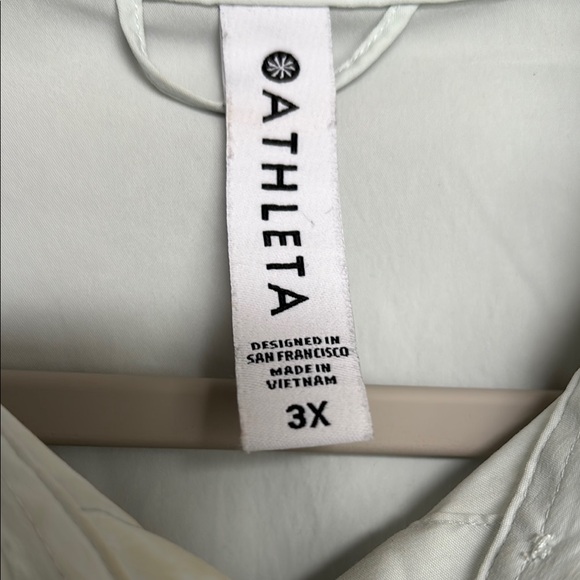 ATHLETA
DESIGNED IN
SAN FRANCISCO
MADE IN
VIETNAM
3X